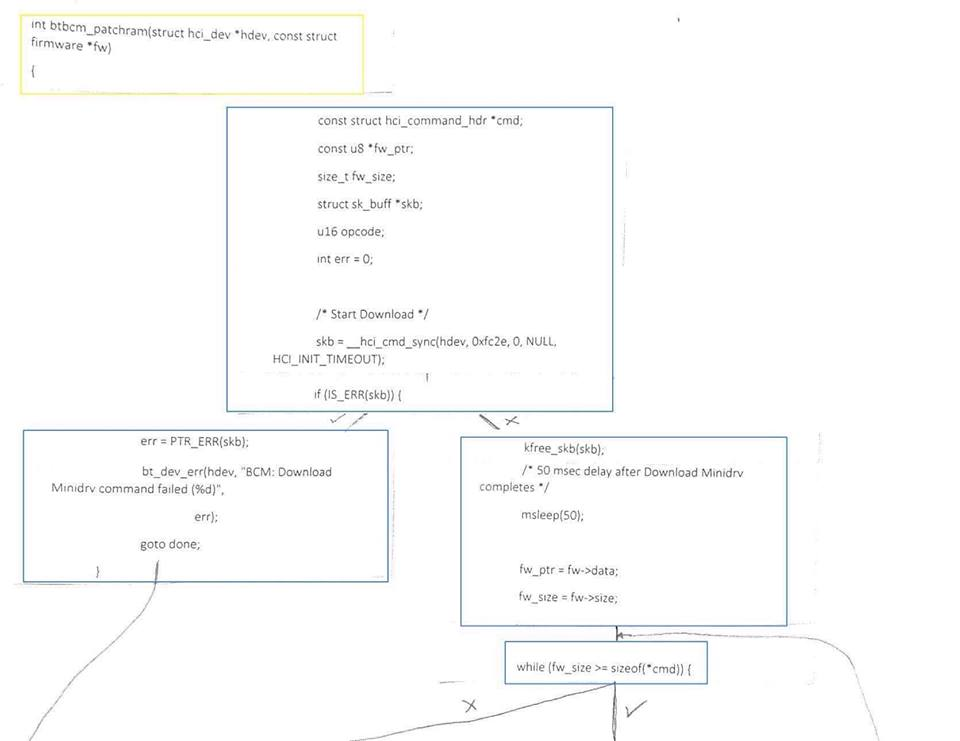 int btbcm_patchram(struct hci_dev *hdev, const struct
firmware *fw)
{
const struct hci_command_hdr *cmd;
const u8 *fw_ptr;
size_t fw_size;
struct sk_buff *skb;
u16 opcode;
int err = 0;
/* Start Download */
skb = __hci_cmd_sync(hdev, 0xfc2e, 0, NULL,
HCI_INIT_TIMEOUT);
if (IS_ERR(skb)) {
err = PTR_ERR(skb);
bt_dev_err(hdev, "BCM: Download
Minidrv command failed (%d)",
err);
goto done;
}
kfree_skb(skb);
/* 50 msec delay after Download Minidrv
completes */
msleep(50);
fw_ptr = fw->data;
fw_size = fw->size;
while (fw_size >= sizeof(*cmd)) {